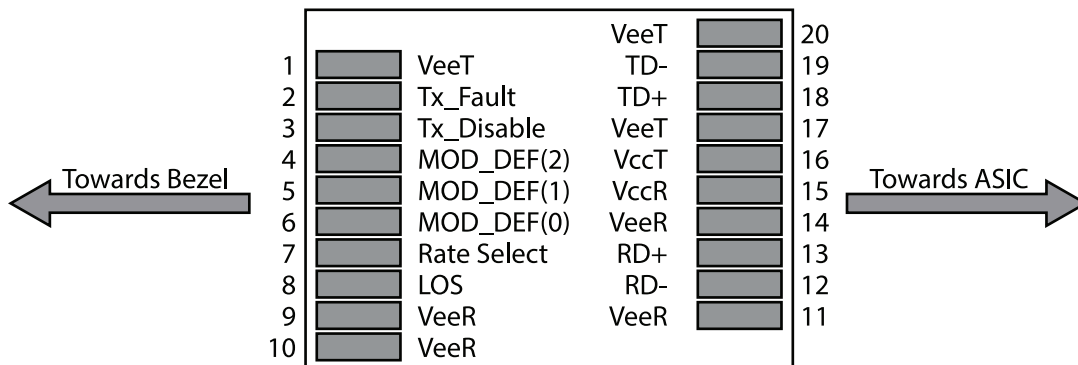 VeeT 20
1 VeeT TD- 19
2 Tx_Fault TD+ 18
3 Tx_Disable VeeT 17
4 MOD_DEF(2) VccT 16
Towards Bezel 5 MOD_DEF(1) VccR 15 Towards ASIC
6 MOD_DEF(0) VeeR 14
7 Rate Select RD+ 13
8 LOS RD- 12
9 VeeR VeeR 11
10 VeeR